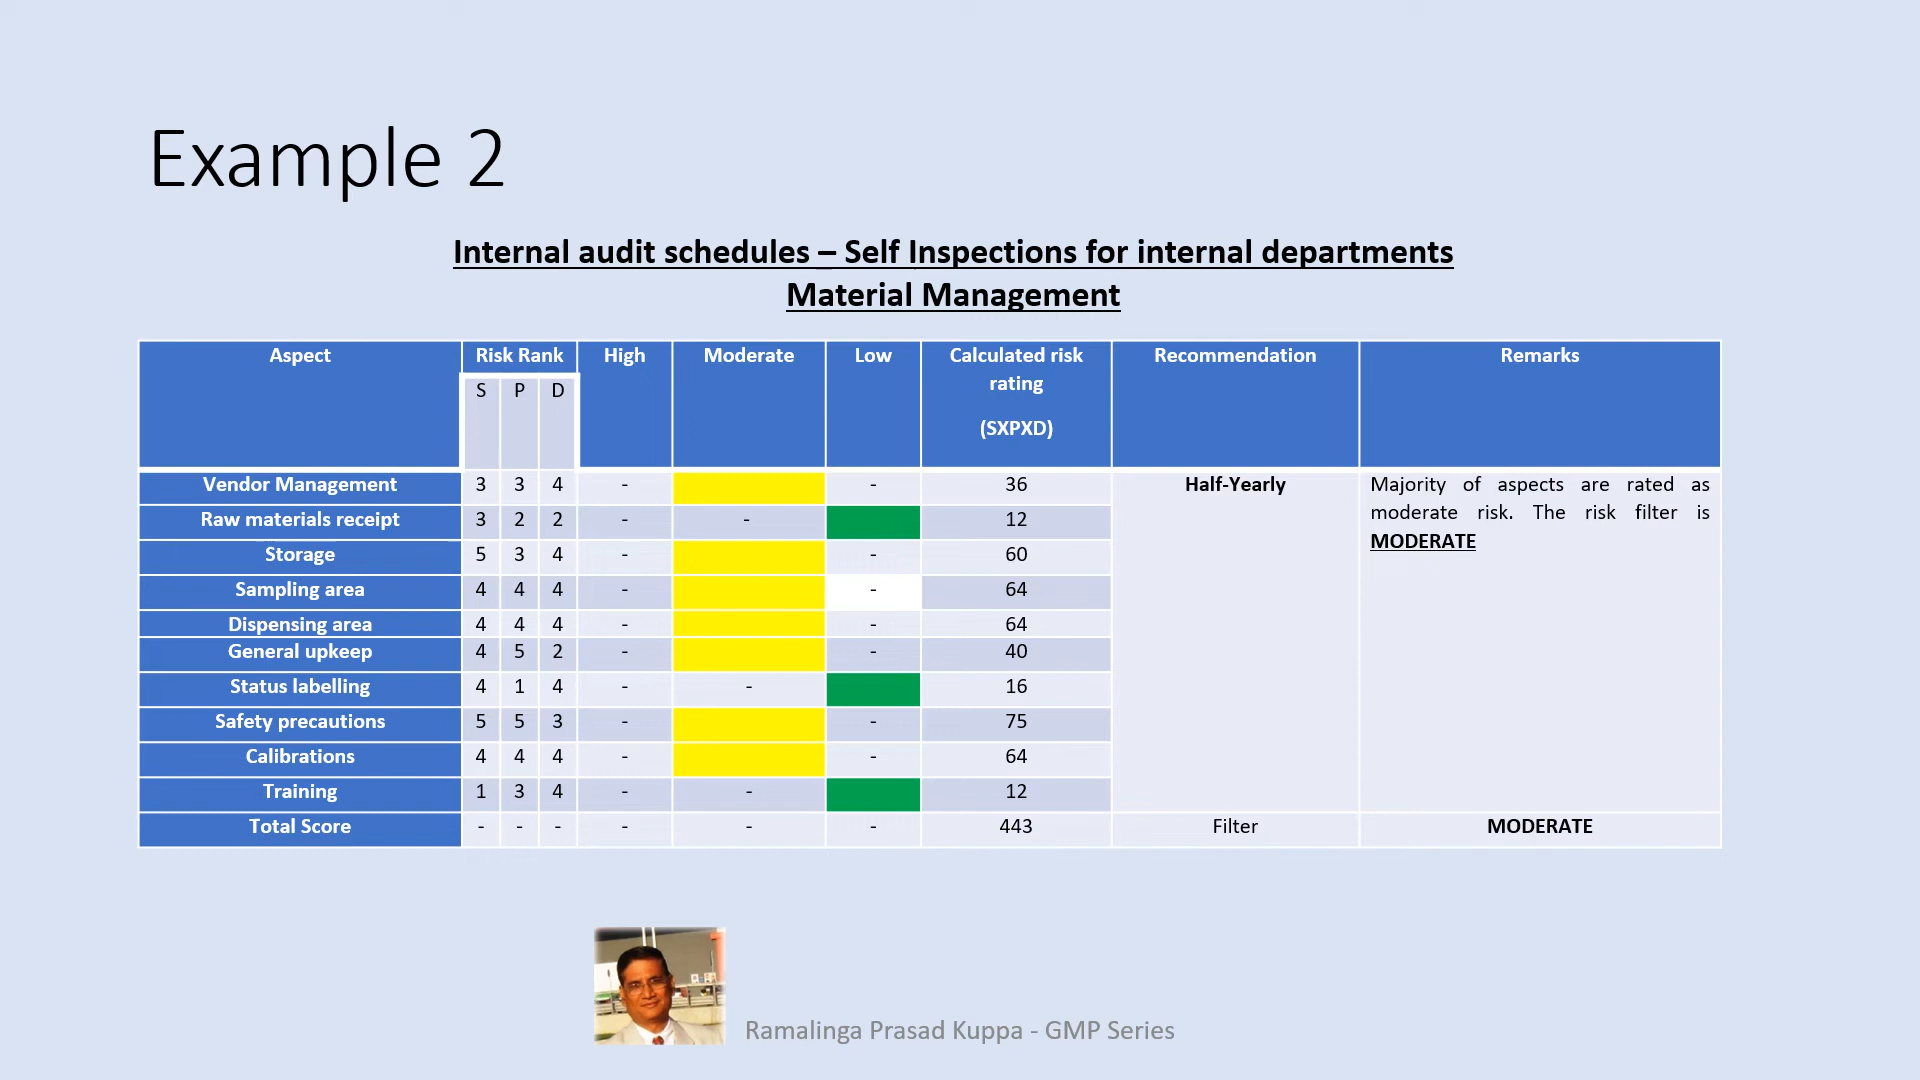 Example 2
Internal audit schedules – Self Inspections for internal departments
Material Management
Aspect Risk Rank High Moderate Low Calculated risk rating (SXPXD) Recommendation Remarks
S P D
Vendor Management 3 3 4 - - 36 Half-Yearly Majority of aspects are rated as
Raw materials receipt 3 2 2 - - 12 moderate risk. The risk filter is
MODERATE
Storage 5 3 4 - - 60
Sampling area 4 4 4 - - 64
Dispensing area 4 4 4 - - 64
General upkeep 4 5 2 - - 40
Status labelling 4 1 4 - - 16
Safety precautions 5 5 3 - - 75
Calibrations 4 4 4 - - 64
Training 1 3 4 - - 12
Total Score - - - - - - 443 Filter MODERATE
Ramalinga Prasad Kuppa - GMP Series